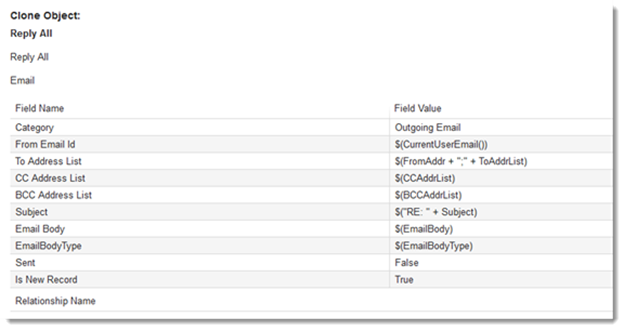 Clone Object:
Reply All
Reply All
Email
Field Name Field Value
Category Outgoing Email
From Email Id $(CurrentUserEmail())
To Address List $(FromAddr + ";" + ToAddrList)
CC Address List $(CCAddrList)
BCC Address List $(BCCAddrList)
Subject $("RE: " + Subject)
Email Body $(EmailBody)
EmailBodyType $(EmailBodyType)
Sent False
Is New Record True
Relationship Name